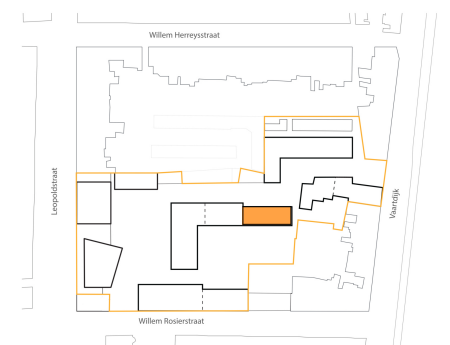 Willem Herreysstraat
Leopoldstraat
Vaartdijk
Willem Rosierstraat